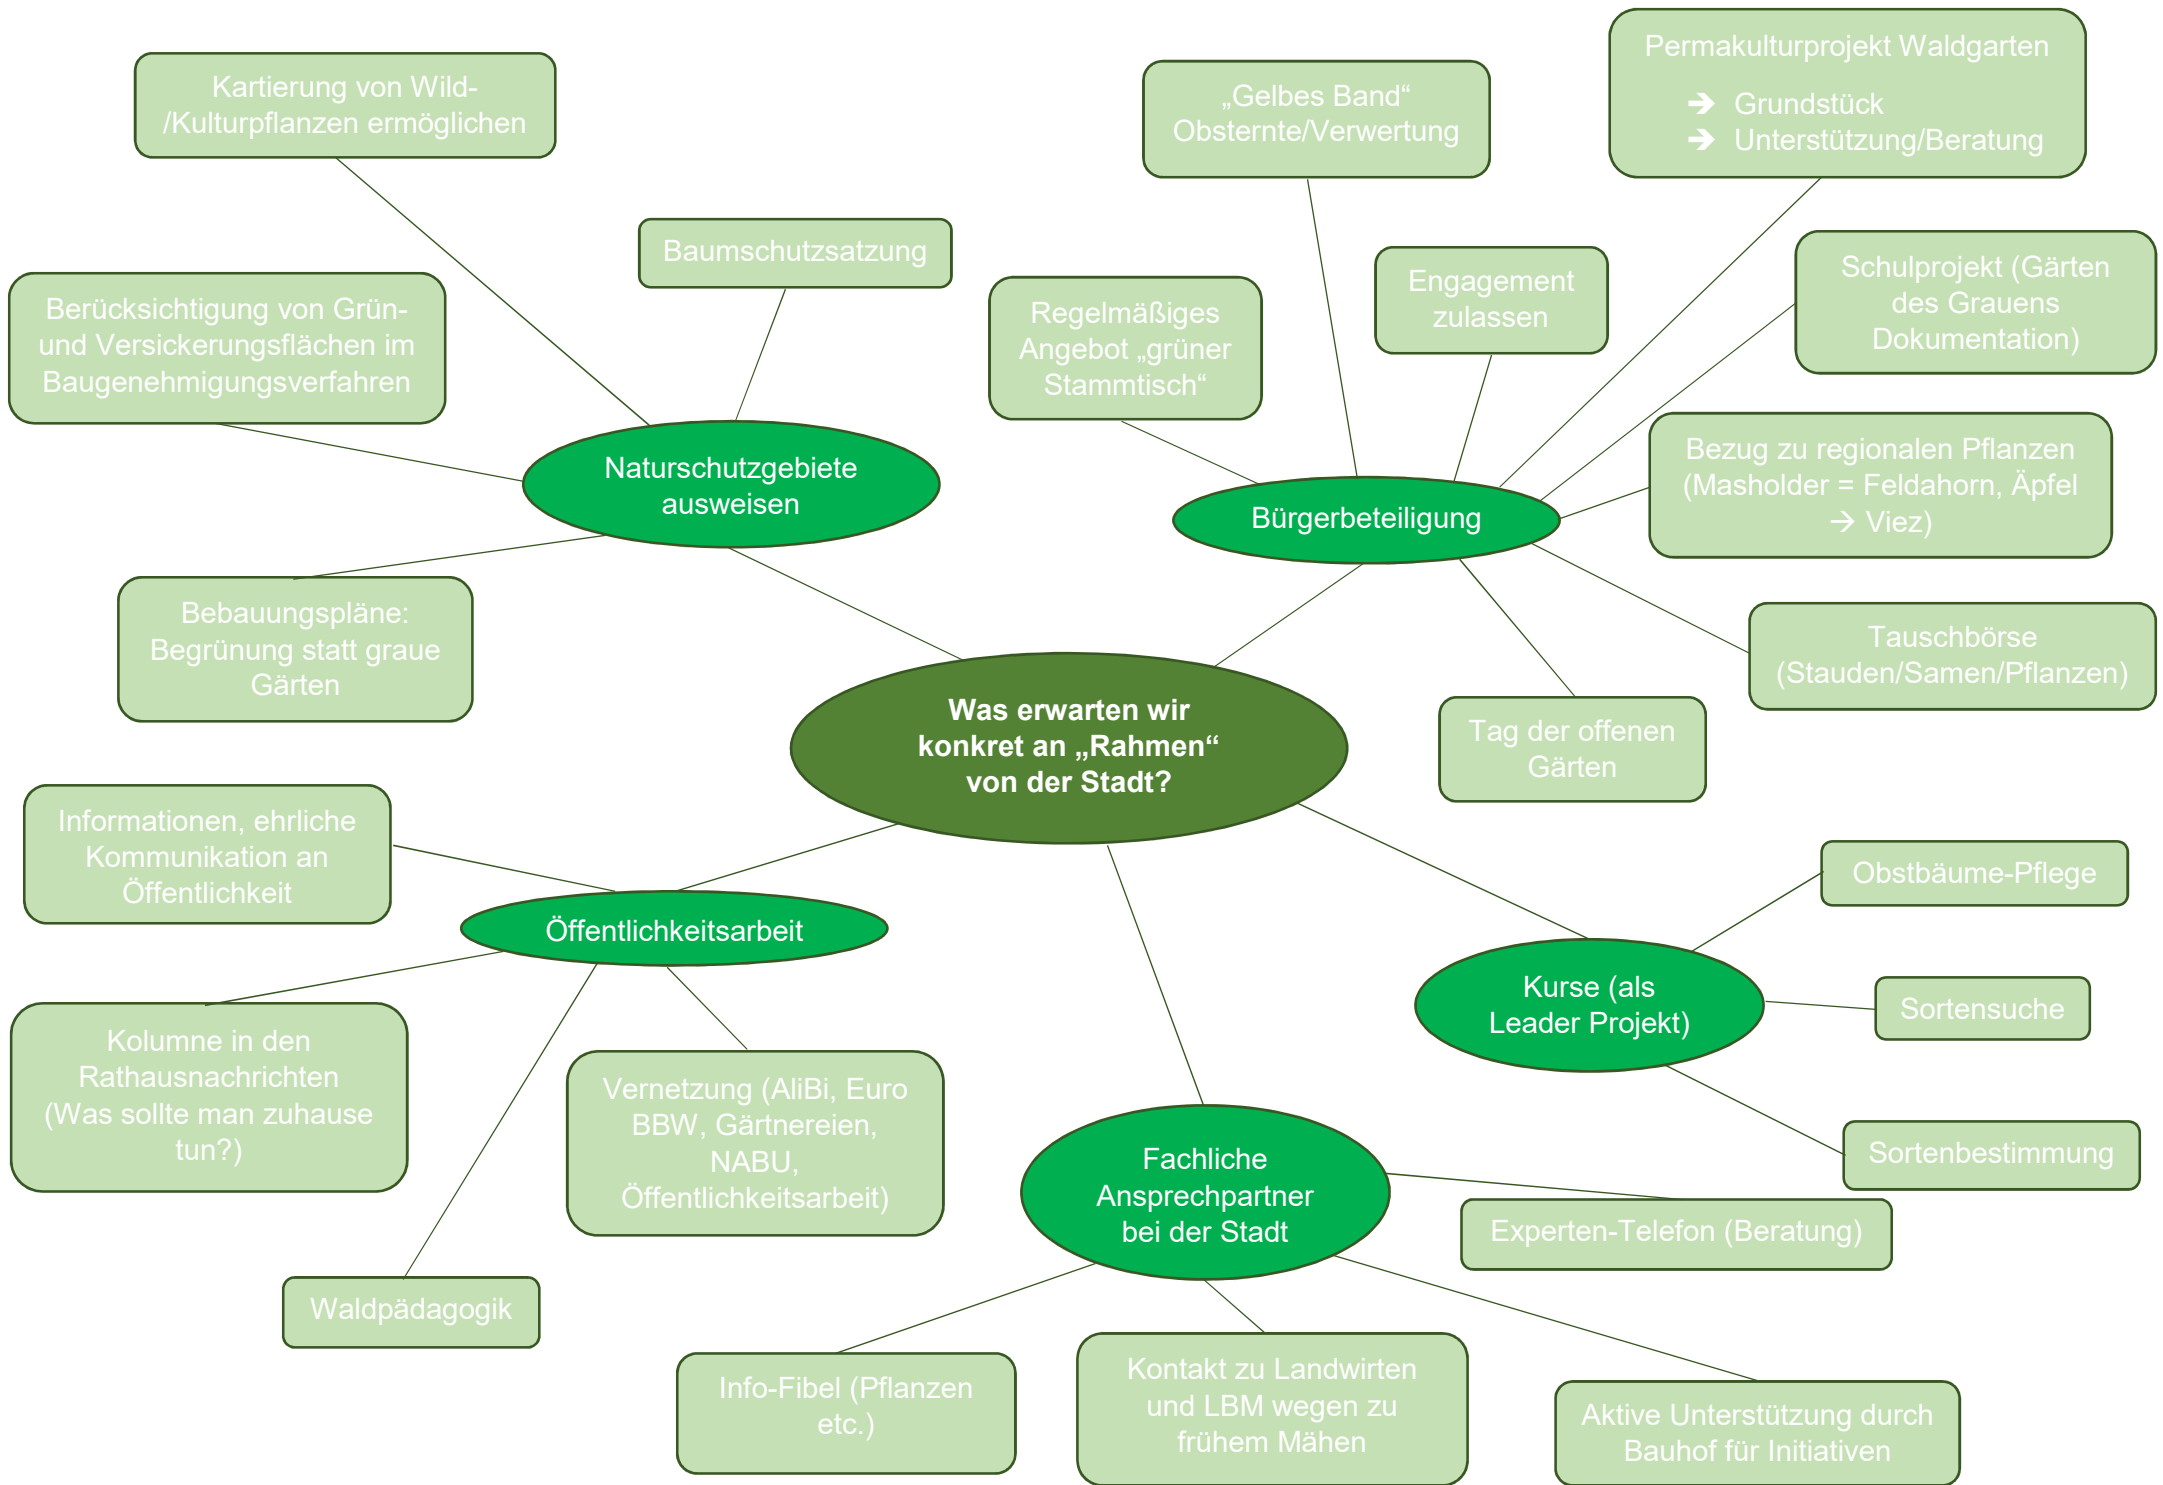 Kartierung von Wild-
/Kulturpflanzen ermöglichen
Baumschutzsatzung
Berücksichtigung von Grün-
und Versickerungsflächen im
Baugenehmigungsverfahren
Naturschutzgebiete
ausweisen
Bebauungspläne:
Begrünung statt graue
Gärten
„Gelbes Band“
Obsternte/Verwertung
Permakulturprojekt Waldgarten
➔ Grundstück
➔ Unterstützung/Beratung
Regelmäßiges
Angebot „grüner
Stammtisch“
Engagement
zulassen
Schulprojekt (Gärten
des Grauens
Dokumentation)
Bürgerbeteiligung
Bezug zu regionalen Pflanzen
(Masholder = Feldahorn, Äpfel
→ Viez)
Tauschbörse
(Stauden/Samen/Pflanzen)
Tag der offenen
Gärten
Was erwarten wir
konkret an „Rahmen“
von der Stadt?
Informationen, ehrliche
Kommunikation an
Öffentlichkeit
Öffentlichkeitsarbeit
Kolumne in den
Rathausnachrichten
(Was sollte man zuhause
tun?)
Vernetzung (AliBi, Euro
BBW, Gärtnereien,
NABU,
Öffentlichkeitsarbeit)
Waldpädagogik
Obstbäume-Pflege
Kurse (als
Leader Projekt)
Sortensuche
Sortenbestimmung
Fachliche
Ansprechpartner
bei der Stadt
Experten-Telefon (Beratung)
Info-Fibel (Pflanzen
etc.)
Kontakt zu Landwirten
und LBM wegen zu
frühem Mähen
Aktive Unterstützung durch
Bauhof für Initiativen